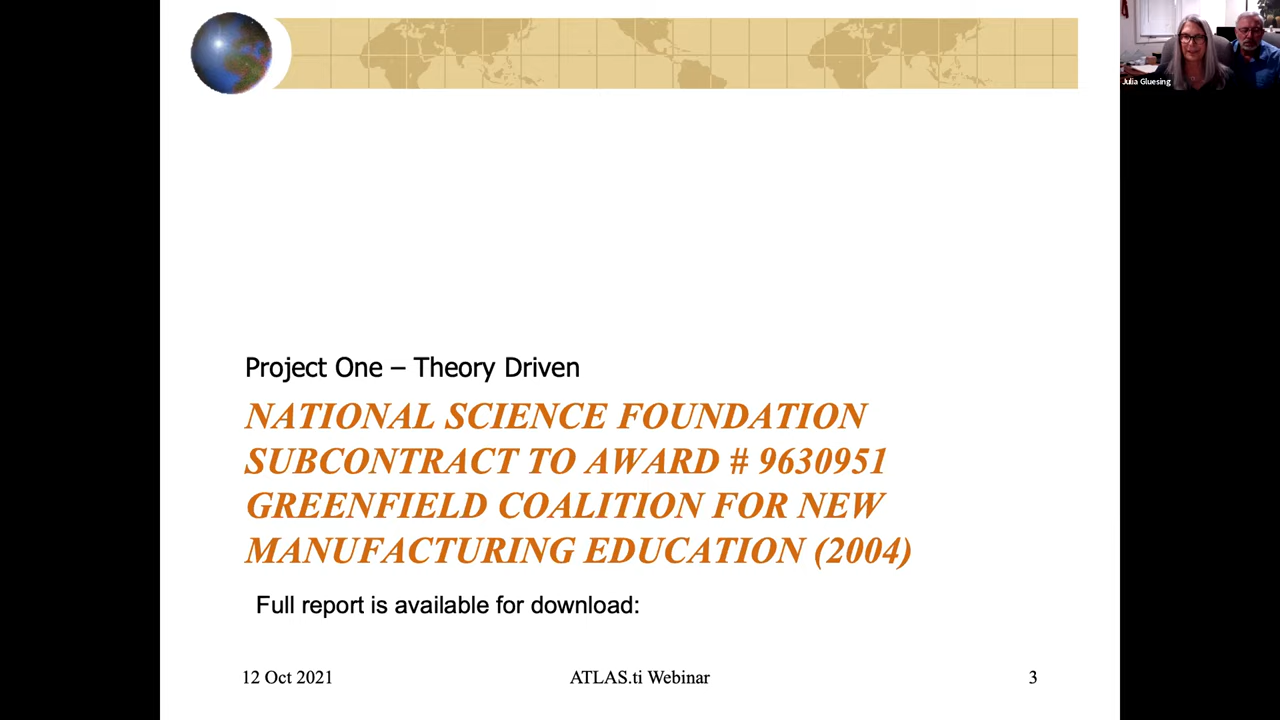 Julia Gluesing
Project One – Theory Driven
NATIONAL SCIENCE FOUNDATION
SUBCONTRACT TO AWARD # 9630951
GREENFIELD COALITION FOR NEW
MANUFACTURING EDUCATION (2004)
Full report is available for download:
12 Oct 2021 ATLAS.ti Webinar 3